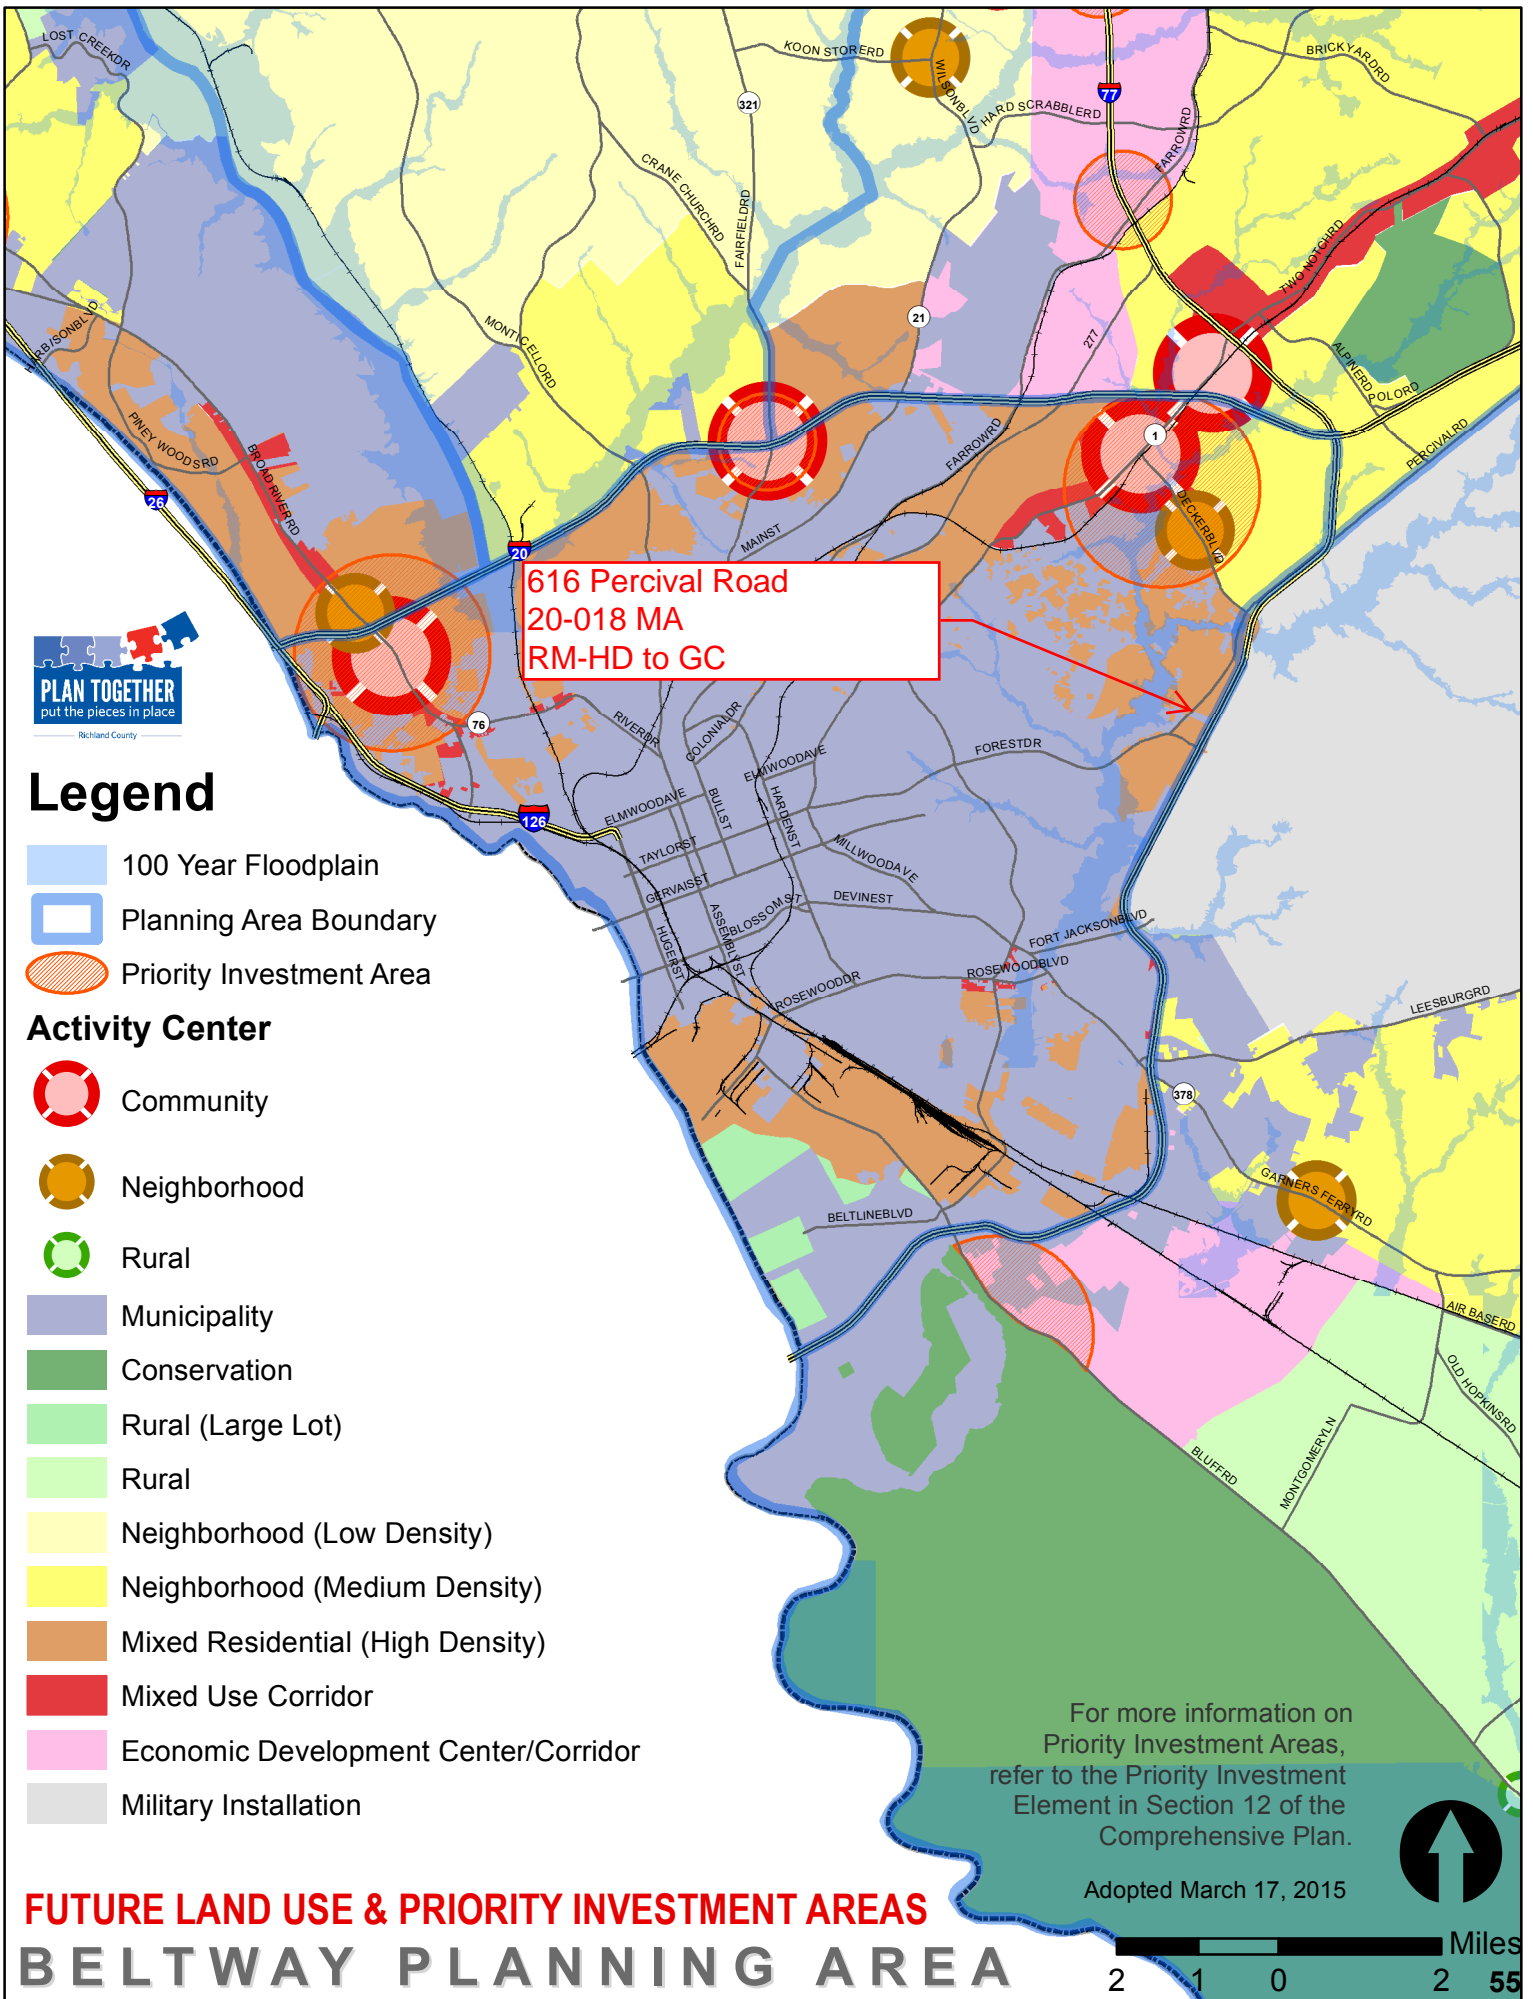 LOST CREEKDR
KOON STORERD
WILSONBLVD
BRICKYARDRD
321
77
HARD SCRABBLERD
FARROWRD
CRANE CHURCHRD
FAIRFIELDRD
TWO NOTCHRD
HARBISONBLVD
MONTICELLORD
21
277
ALPINERD
POLORD
PINEY WOODSRD
BROAD RIVERRD
26
FARROWRD
1
PERCIVALRD
DECKERBLVD
MAINST
20
616 Percival Road
20-018 MA
RM-HD to GC
PLAN TOGETHER
put the pieces in place
Richland County
76
RIVERDR
COLONIALDR
FORESTDR
ELMWOODAVE
Legend
126
ELMWOODAVE
BULLST
HARDENST
TAYLORST
MILLWOODAVE
GERVAISST
DEVINEST
ASSEMBLYST
BLOSSOMST
HUGERST
FORT JACKSONBLVD
ROSEWOODBLVD
ROSEWOODDR
LEESBURGRD
378
GARNERS FERRYRD
BELTLINEBLVD
AIR BASERD
OLD HOPKINSRD
MONTGOMERYLN
BLUFFRD
100 Year Floodplain
Planning Area Boundary
Priority Investment Area
Activity Center
Community
Neighborhood
Rural
Municipality
Conservation
Rural (Large Lot)
Rural
Neighborhood (Low Density)
Neighborhood (Medium Density)
Mixed Residential (High Density)
Mixed Use Corridor
Economic Development Center/Corridor
Military Installation
For more information on
Priority Investment Areas,
refer to the Priority Investment
Element in Section 12 of the
Comprehensive Plan.
Adopted March 17, 2015
FUTURE LAND USE & PRIORITY INVESTMENT AREAS
BELTWAY PLANNING AREA
Miles
2 1 0 2
55